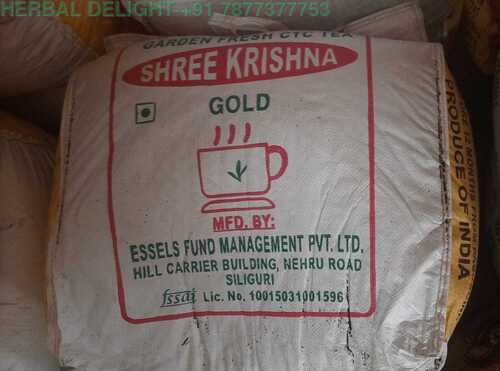 HERBAL DELIGHT-+91 7877377753
GARDEN FRESH CTC TEA
SHREE KRISHNA
GOLD
MFD. BY:
ESSELS FUND MANAGEMENT PVT. LTD.
HILL CARRIER BUILDING, NEHRU ROAD
SILIGURI
fssai Lic. No. 10015031001596
PRODUCE OF INDIA